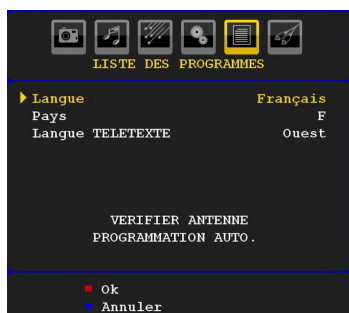 LISTE DES PROGRAMMES
Langue Français
Pays F
Langue TELETEXTE Ouest
VERIFIER ANTENNE
PROGRAMMATION AUTO.
Ok
Annuler